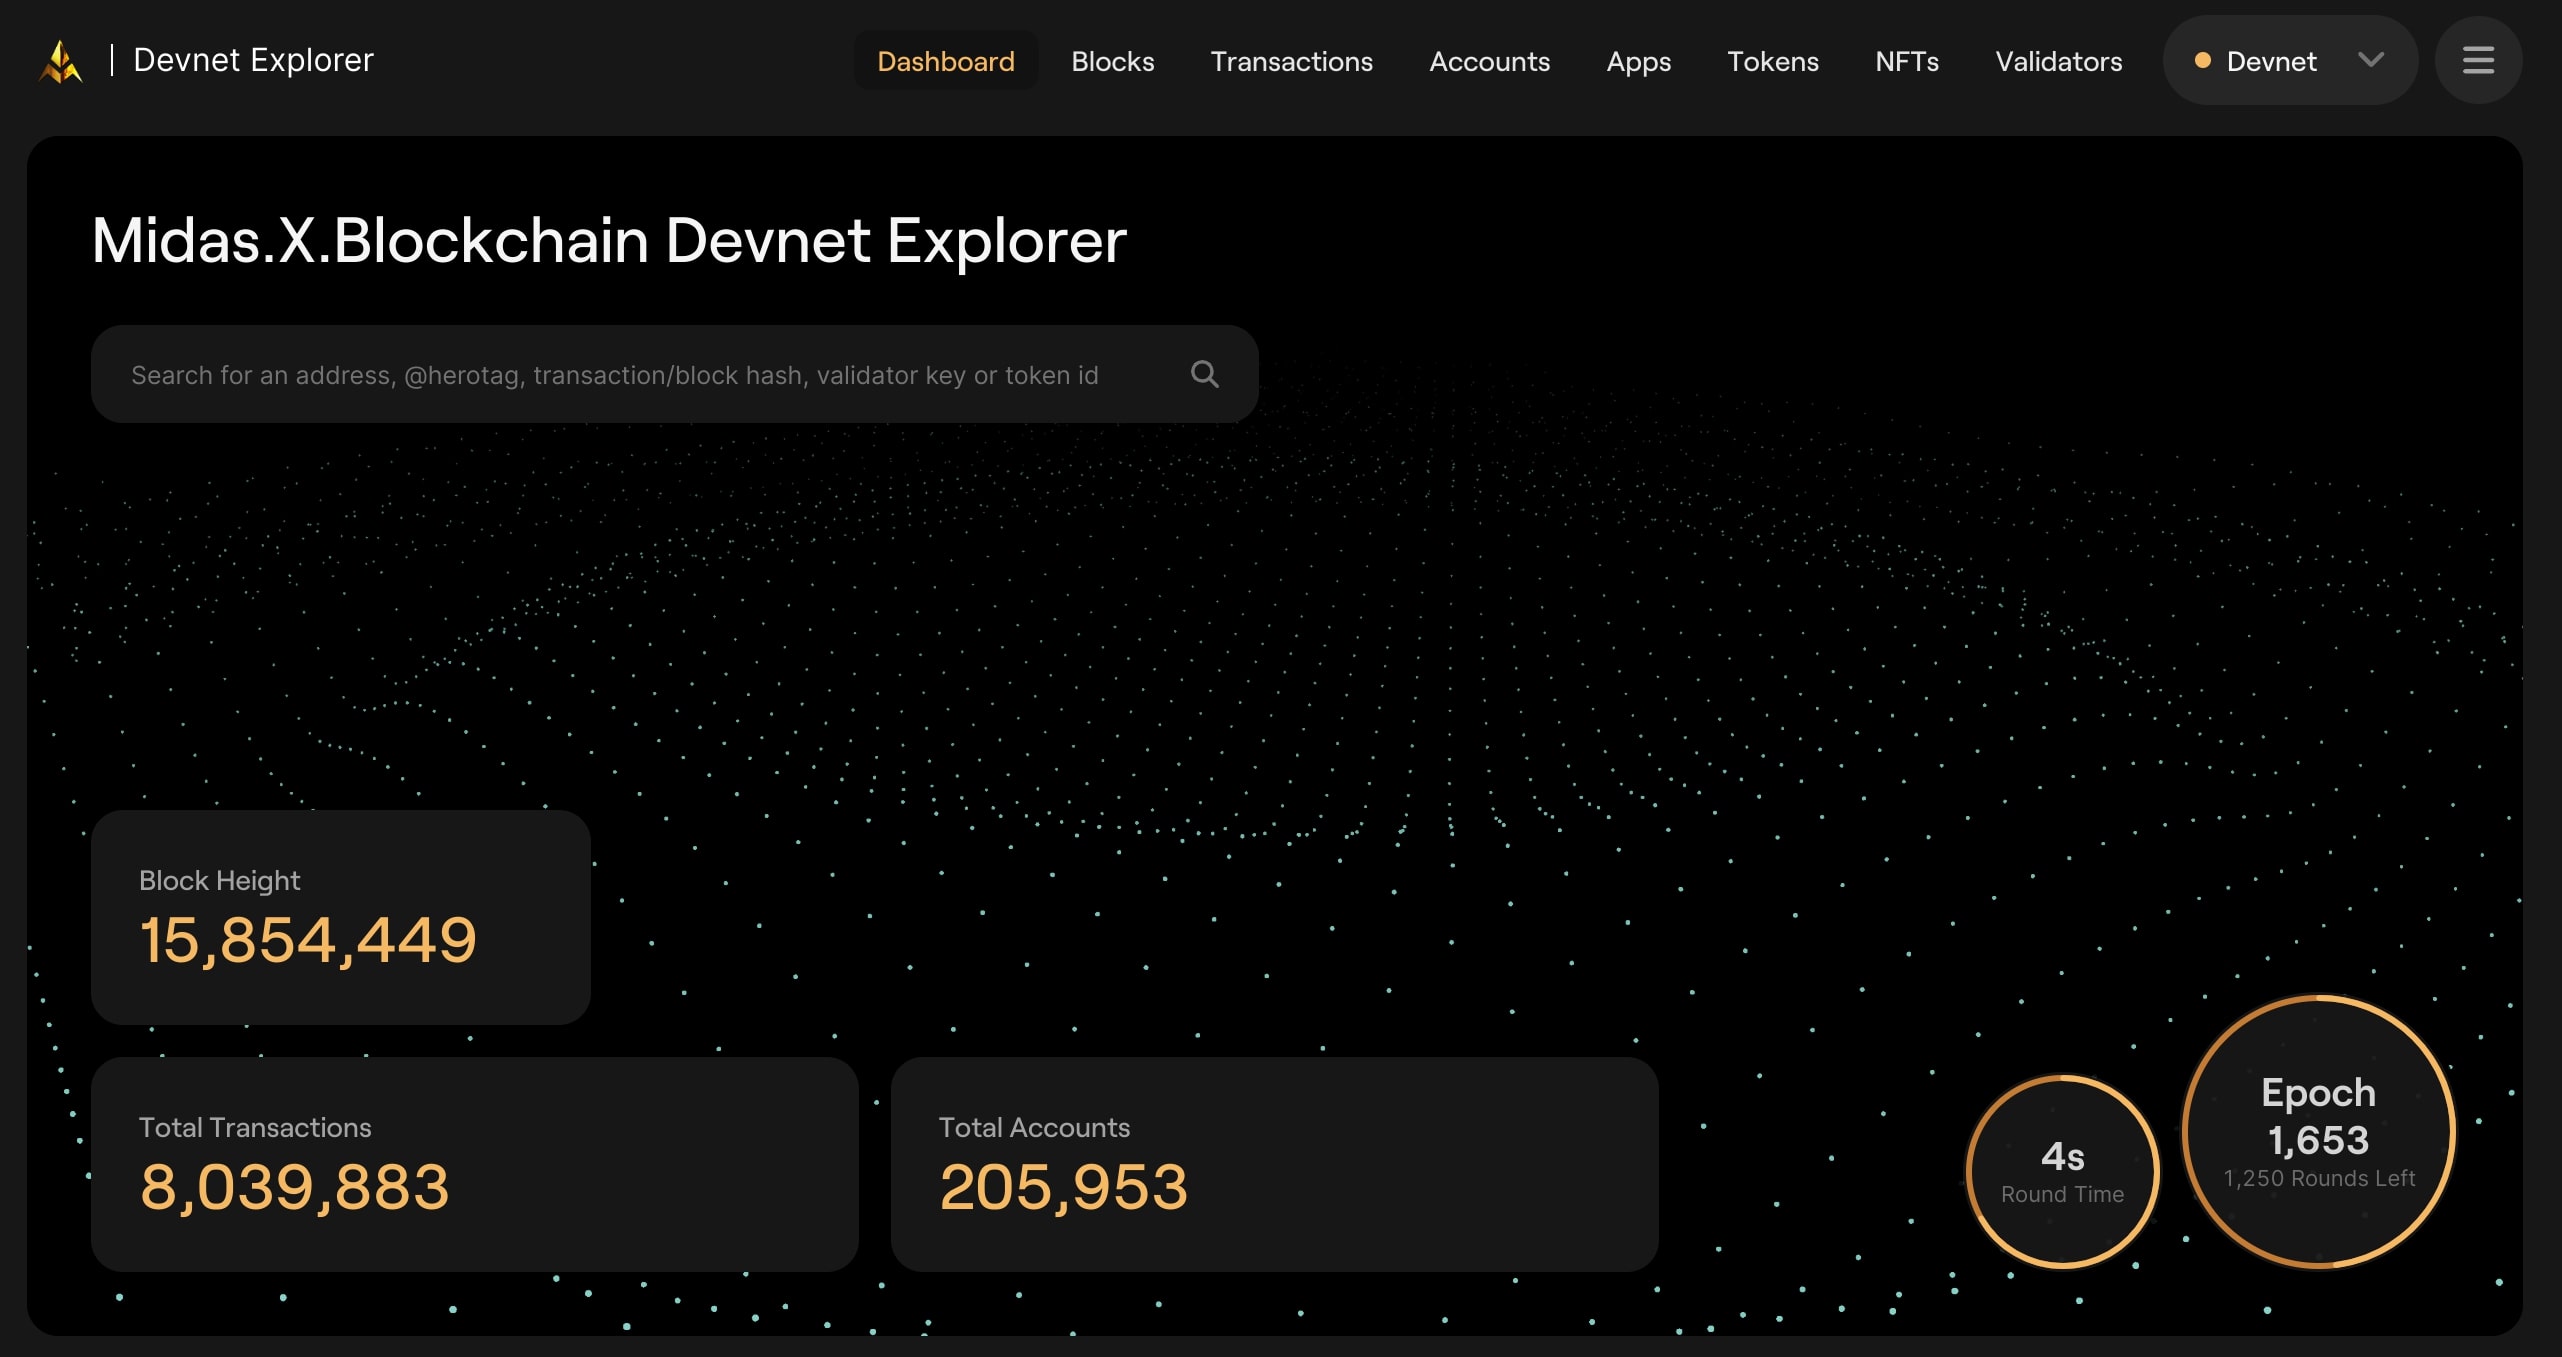 Devnet Explorer
Dashboard
Blocks
Transactions
Accounts
Apps
Tokens
NFTs
Validators
Devnet
Midas.X.Blockchain Devnet Explorer
Search for an address, @herotag, transaction/block hash, validator key or token id
Block Height
15,854,449
Total Transactions
8,039,883
Total Accounts
205,953
4s
Round Time
Epoch
1,653
1,250 Rounds Left